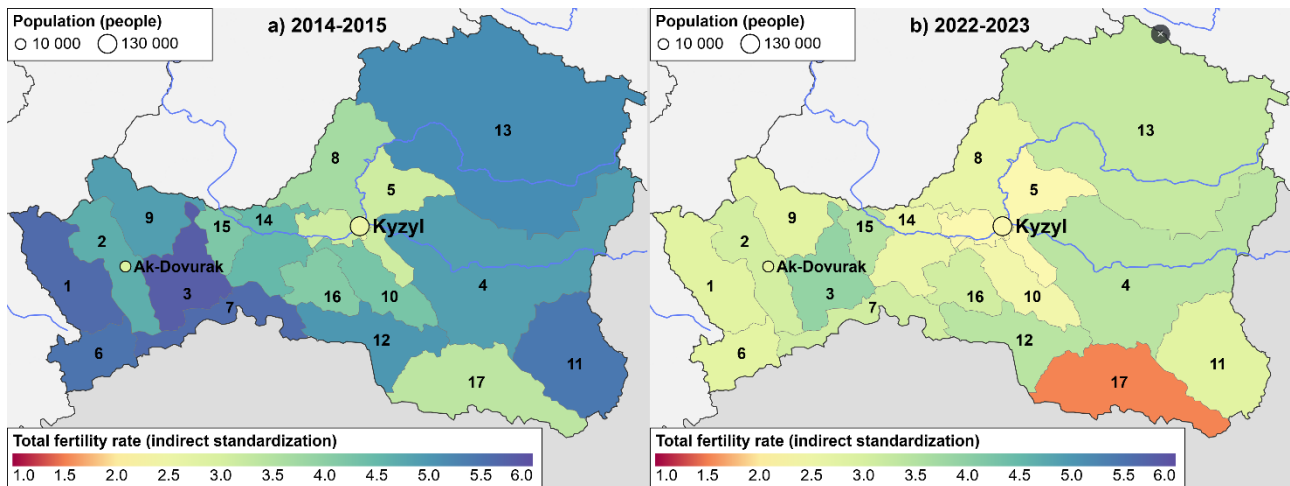 Population (people)
10 000 130 000
a) 2014-2015
13
8
5
9
15
14
Kyzyl
2
Ak-Dovurak
1
3
4
16
10
7
12
6
11
17
Total fertility rate (indirect standardization)
1.0 1.5 2.0 2.5 3.0 3.5 4.0 4.5 5.0 5.5 6.0
Population (people)
10 000 130 000
b) 2022-2023
13
8
5
9
15
14
Kyzyl
2
Ak-Dovurak
1
3
4
16
10
7
12
6
11
17
Total fertility rate (indirect standardization)
1.0 1.5 2.0 2.5 3.0 3.5 4.0 4.5 5.0 5.5 6.0